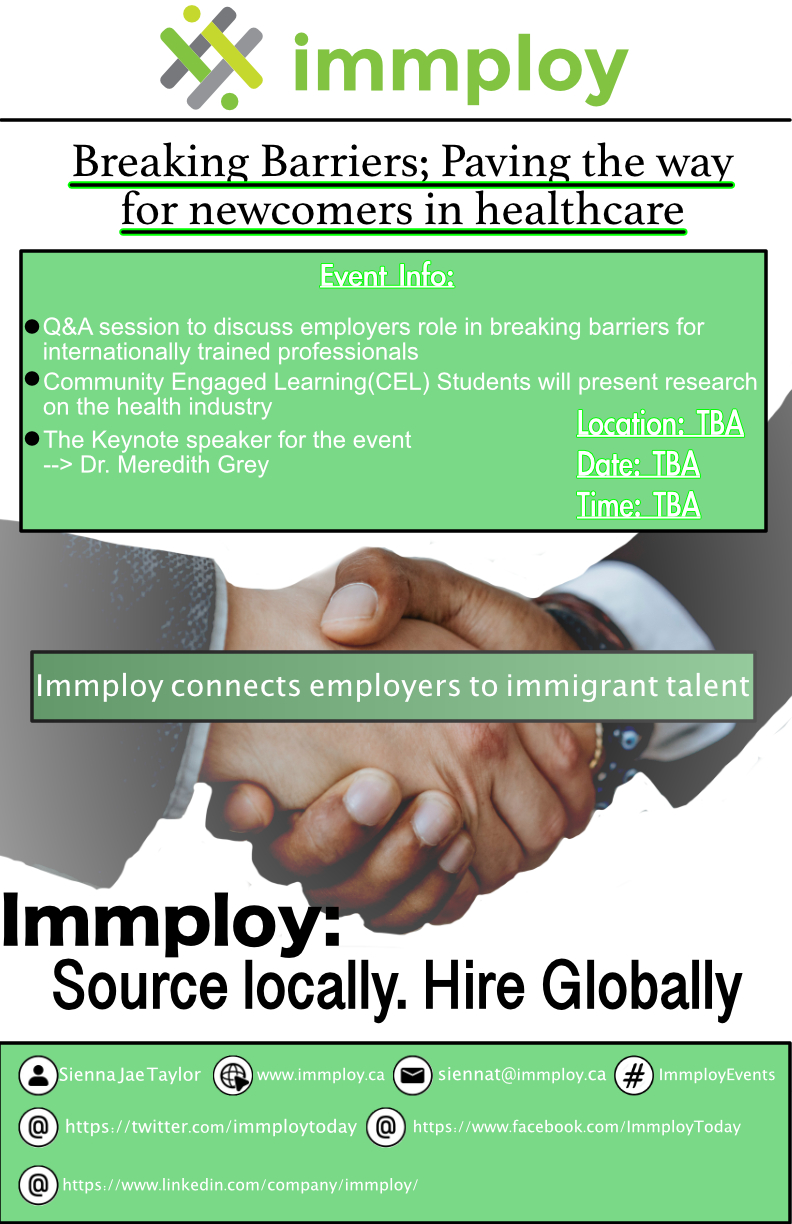 immploy
Breaking Barriers; Paving the way
for newcomers in healthcare
Event Info:
Q&A session to discuss employers role in breaking barriers for
internationally trained professionals
Community Engaged Learning(CEL) Students will present research
on the health industry
The Keynote speaker for the event
--> Dr. Meredith Grey
Location: TBA
Date: TBA
Time: TBA
Immploy connects employers to immigrant talent
Immploy:
Source locally. Hire Globally
Sienna Jae Taylor
www.immploy.ca
siennat@immploy.ca
# ImmployEvents
@ https://twitter.com/immploytoday
@ https://www.facebook.com/ImmployToday
@ https://www.linkedin.com/company/immploy/